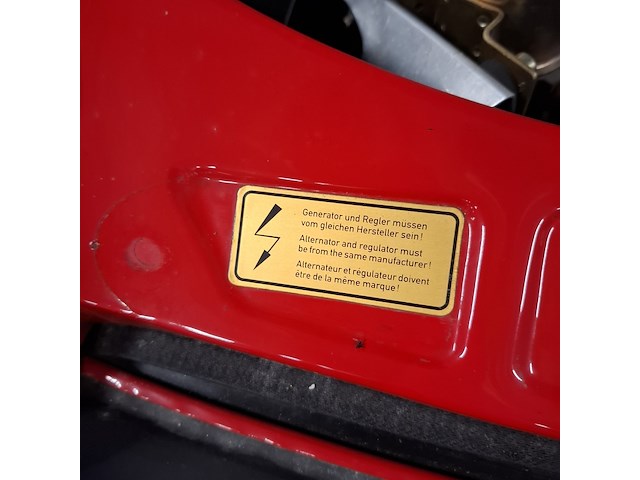 Generator und Regler müssen
vom gleichen Hersteller sein!
Alternator and regulator must
be from the same manufacturer!
Alternateur et régulateur doivent
être de la même marque!